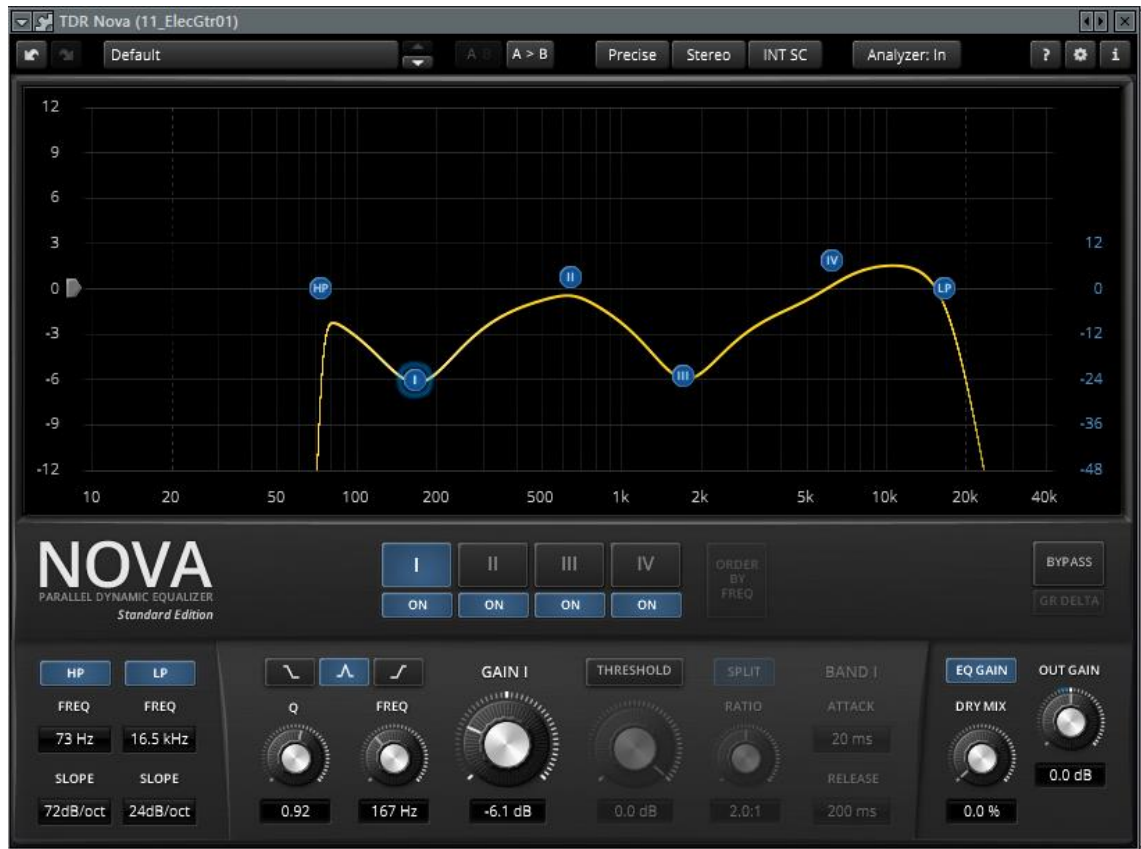 TDR Nova (11_ElecGtr01)
Default A B A > B Precise Stereo INT SC Analyzer: In ? i
12
9
6
3 12
0 0
-3 -12
-6 -24
-9 -36
-12 -48
HP I II III IV LP
10 20 50 100 200 500 1k 2k 5k 10k 20k 40k
NOVA
PARALLEL DYNAMIC EQUALIZER
Standard Edition
I II III IV
ON ON ON ON
ORDER
BY
FREQ
BYPASS
GR DELTA
HP LP
FREQ FREQ
73 Hz 16.5 kHz
SLOPE SLOPE
72dB/oct 24dB/oct
Q FREQ
0.92 167 Hz
GAIN I
-6.1 dB
THRESHOLD
0.0 dB
SPLIT
RATIO
2.0:1
BAND I
ATTACK
20 ms
RELEASE
200 ms
EQ GAIN
DRY MIX
0.0 %
OUT GAIN
0.0 dB